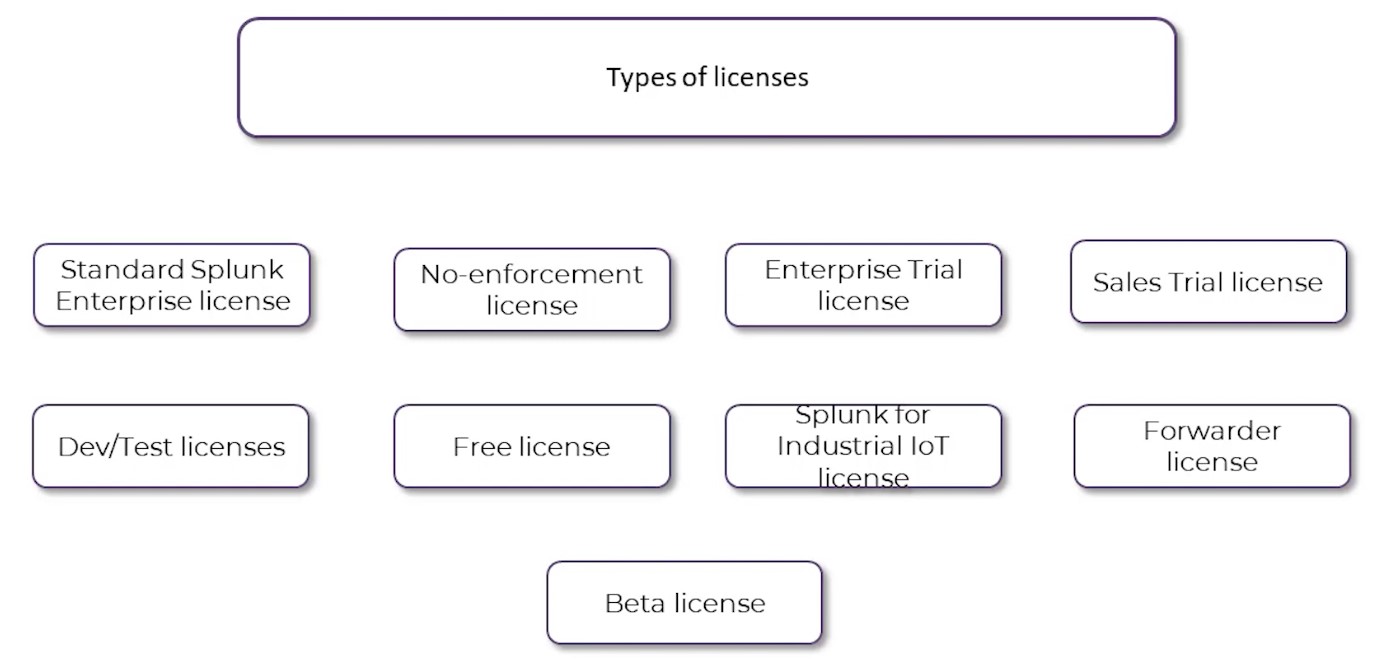 Types of licenses
Standard Splunk
Enterprise license
No-enforcement
license
Enterprise Trial
license
Sales Trial license
Dev/Test licenses
Free license
Splunk for
Industrial IoT
license
Forwarder
license
Beta license